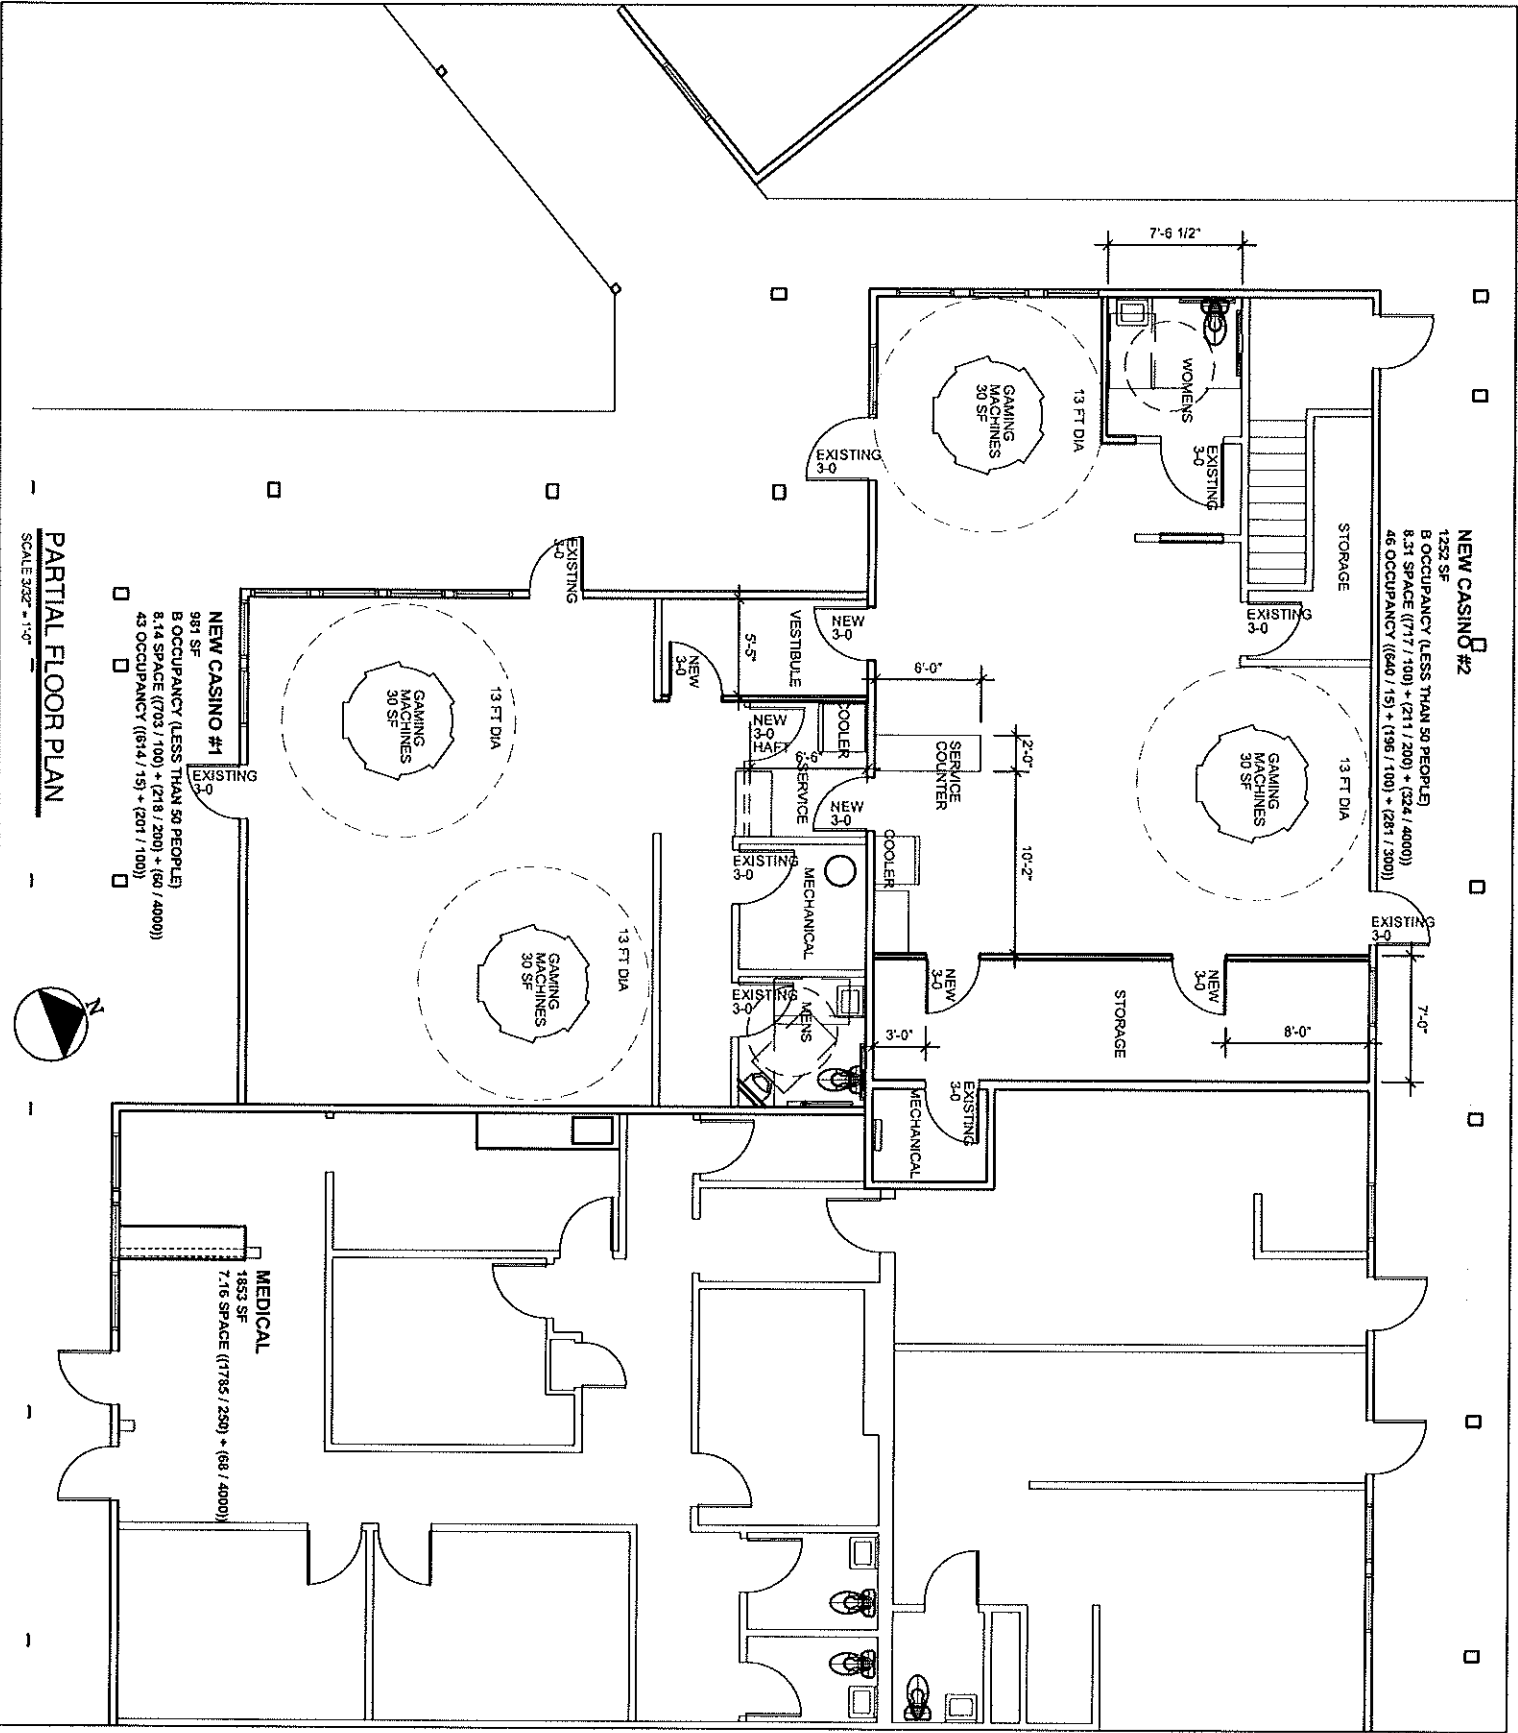 7'-6 1/2"
WOMENS
EXISTING
3-0
STORAGE
NEW CASINO #2
1252 SF
B OCCUPANCY (LESS THAN 50 PEOPLE)
8.31 SPACE ((717 / 100) + (211 / 200) + (324 / 4000))
46 OCCUPANCY ((640 / 15) + (196 / 100) + (281 / 300))
13 FT DIA
GAMING
MACHINES
30 SF
EXISTING
3-0
EXISTING
3-0
EXISTING
3-0
VESTIBULE
5'-5"
NEW
3-0
NEW
3-0
6'-0"
2'-0"
SERVICE
COUNTER
10'-2"
13 FT DIA
GAMING
MACHINES
30 SF
EXISTING
3-0
7'-0"
COOLER
NEW
3-0
HAFT
6'-6"
SERVICE
NEW
3-0
COOLER
EXISTING
3-0
MECHANICAL
EXISTING
3-0
MENS
NEW
3-0
NEW
3-0
STORAGE
3'-0"
8'-0"
EXISTING
3-0
MECHANICAL
13 FT DIA
GAMING
MACHINES
30 SF
13 FT DIA
GAMING
MACHINES
30 SF
NEW CASINO #1
981 SF
B OCCUPANCY (LESS THAN 50 PEOPLE)
8.14 SPACE ((703 / 100) + (218 / 200) + (60 / 4000))
43 OCCUPANCY ((614 / 15) + (201 / 100))
EXISTING
3-0
PARTIAL FLOOR PLAN
SCALE 3/32" = 1'-0"
N
MEDICAL
1853 SF
7.16 SPACE ((1785 / 250) + (68 / 4000))